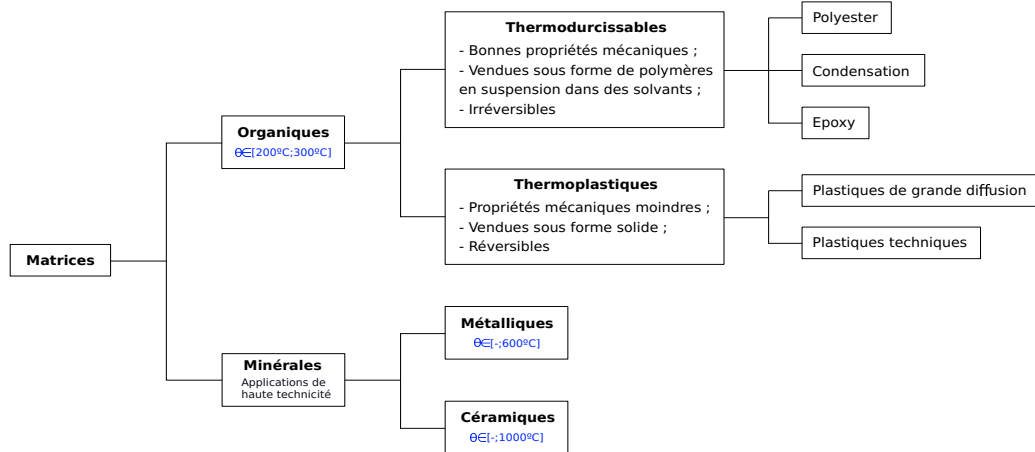 Matrices
Organiques
θ∈[200ºC;300ºC]
Thermodurcissables
- Bonnes propriétés mécaniques ;
- Vendues sous forme de polymères
en suspension dans des solvants ;
- Irréversibles
Polyester
Condensation
Epoxy
Thermoplastiques
- Propriétés mécaniques moindres ;
- Vendues sous forme solide ;
- Réversibles
Plastiques de grande diffusion
Plastiques techniques
Minérales
Applications de
haute technicité
Métalliques
θ∈[-;600ºC]
Céramiques
θ∈[-;1000ºC]